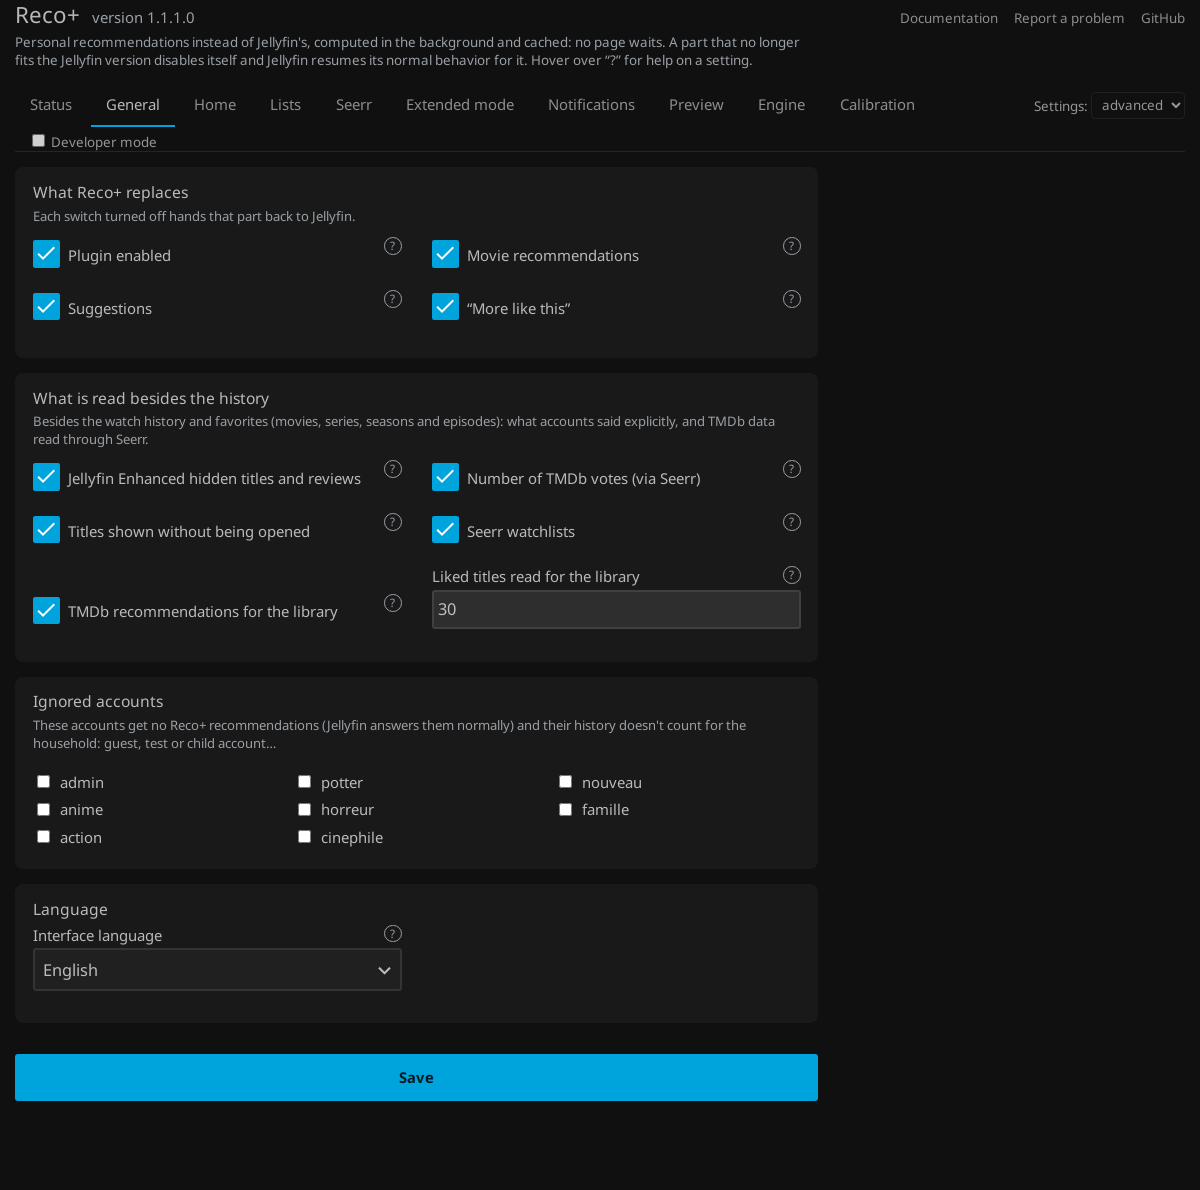 Reco+ version 1.1.1.0
Documentation Report a problem GitHub
Personal recommendations instead of Jellyfin's, computed in the background and cached: no page waits. A part that no longer
fits the Jellyfin version disables itself and Jellyfin resumes its normal behavior for it. Hover over “?” for help on a setting.
Status General Home Lists Seerr Extended mode Notifications Preview Engine Calibration
Settings: advanced
Developer mode
What Reco+ replaces
Each switch turned off hands that part back to Jellyfin.
Plugin enabled ?
Movie recommendations ?
Suggestions ?
“More like this” ?
What is read besides the history
Besides the watch history and favorites (movies, series, seasons and episodes): what accounts said explicitly, and TMDb data
read through Seerr.
Jellyfin Enhanced hidden titles and reviews ?
Number of TMDb votes (via Seerr) ?
Titles shown without being opened ?
Seerr watchlists ?
Liked titles read for the library ?
30
TMDb recommendations for the library ?
Ignored accounts
These accounts get no Reco+ recommendations (Jellyfin answers them normally) and their history doesn't count for the
household: guest, test or child account…
admin potter nouveau
anime horreur famille
action cinephile
Language
Interface language ?
English
Save